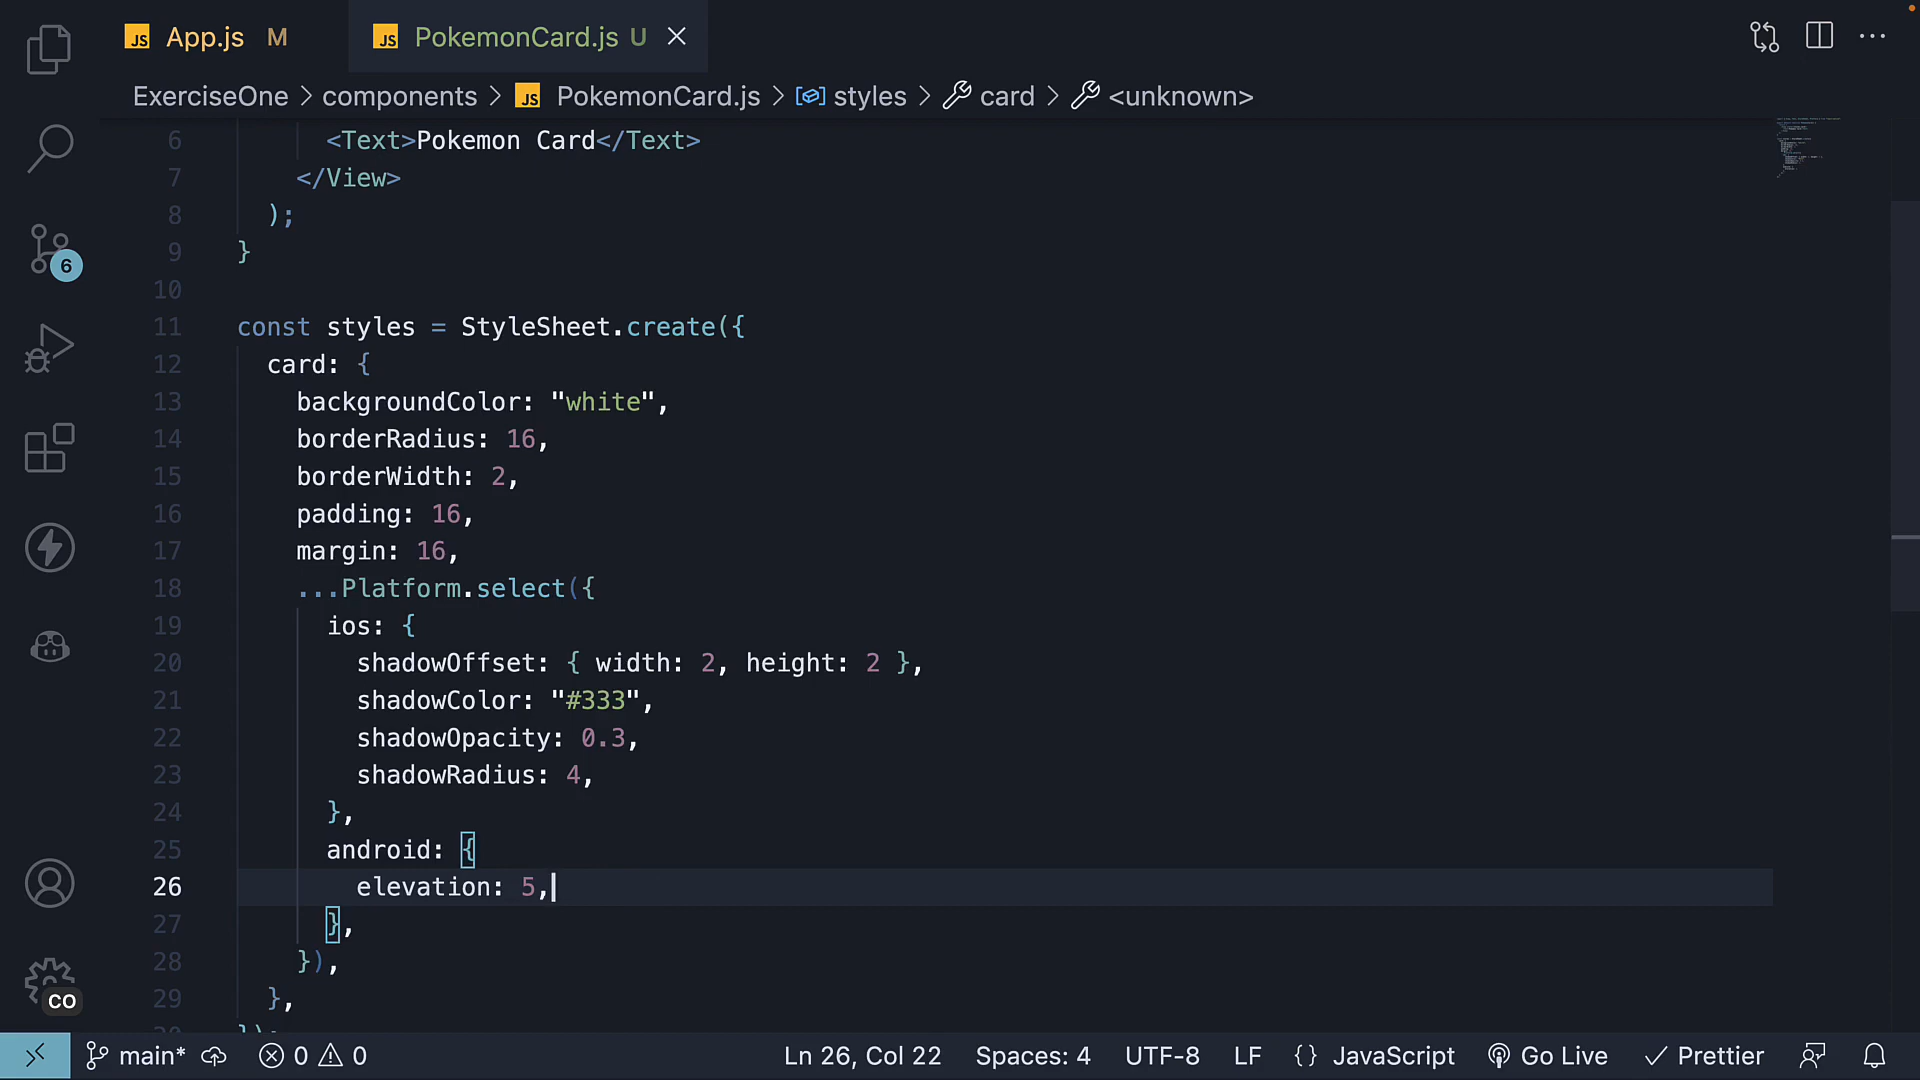 JS App.js M
JS PokemonCard.js U
ExerciseOne > components > JS PokemonCard.js > styles > card > <unknown>
6 <Text>Pokemon Card</Text>
7 </View>
8 );
9 }
10
11 const styles = StyleSheet.create({
12 card: {
13 backgroundColor: "white",
14 borderRadius: 16,
15 borderWidth: 2,
16 padding: 16,
17 margin: 16,
18 ...Platform.select({
19 ios: {
20 shadowOffset: { width: 2, height: 2 },
21 shadowColor: "#333",
22 shadowOpacity: 0.3,
23 shadowRadius: 4,
24 },
25 android: {
26 elevation: 5,
27 },
28 }),
29 },
30 });
6
CO
main* 0 0 Ln 26, Col 22 Spaces: 4 UTF-8 LF {} JavaScript Go Live Prettier